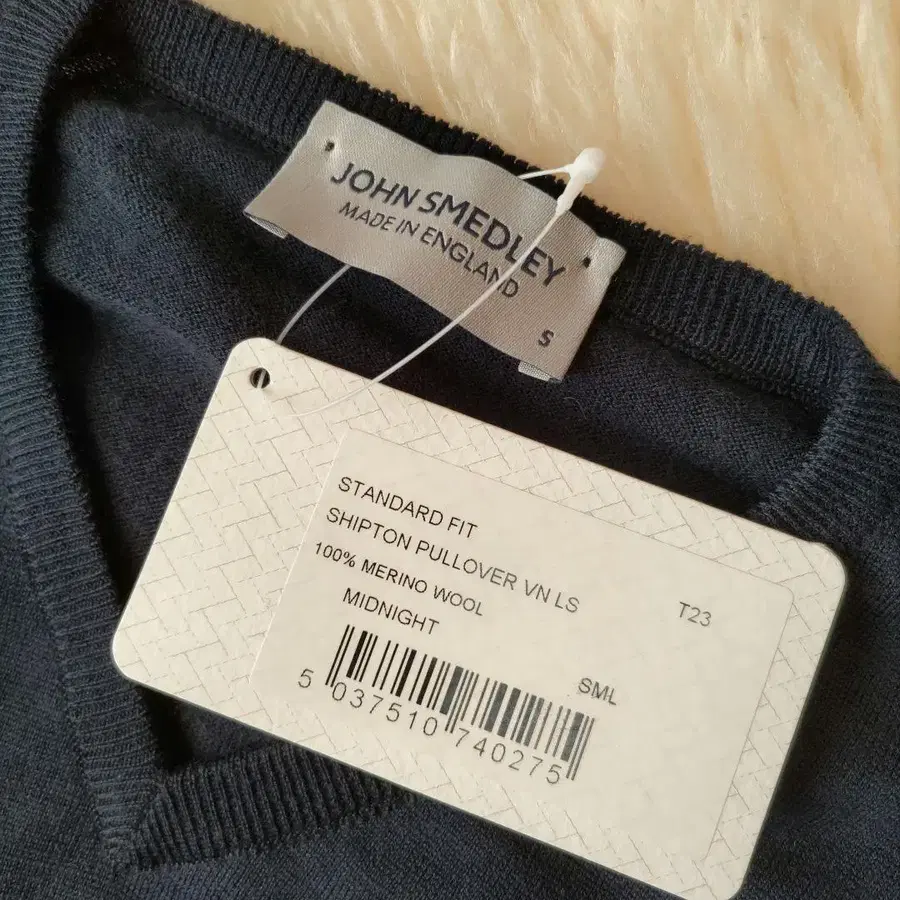 JOHN SMEDLEY
MADE IN ENGLAND
S
STANDARD FIT
SHIPTON PULLOVER VN LS
T23
100% MERINO WOOL
MIDNIGHT
SML
5 037510 740275